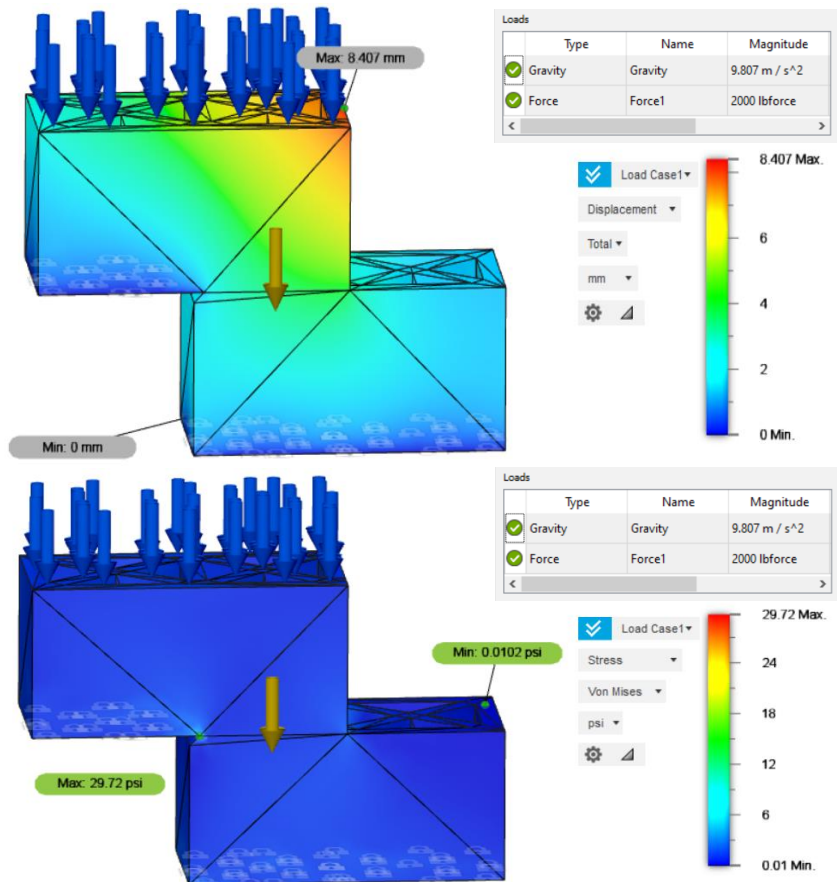 Loads
Type Name Magnitude
Gravity Gravity 9.807 m / s^2
Force Force1 2000 lbforce
Max: 8.407 mm
Load Case1
Displacement
Total
mm
8.407 Max.
6
4
2
0 Min.
Min: 0 mm
Loads
Type Name Magnitude
Gravity Gravity 9.807 m / s^2
Force Force1 2000 lbforce
Load Case1
Stress
Von Mises
psi
29.72 Max.
24
18
12
6
0.01 Min.
Min: 0.0102 psi
Max: 29.72 psi